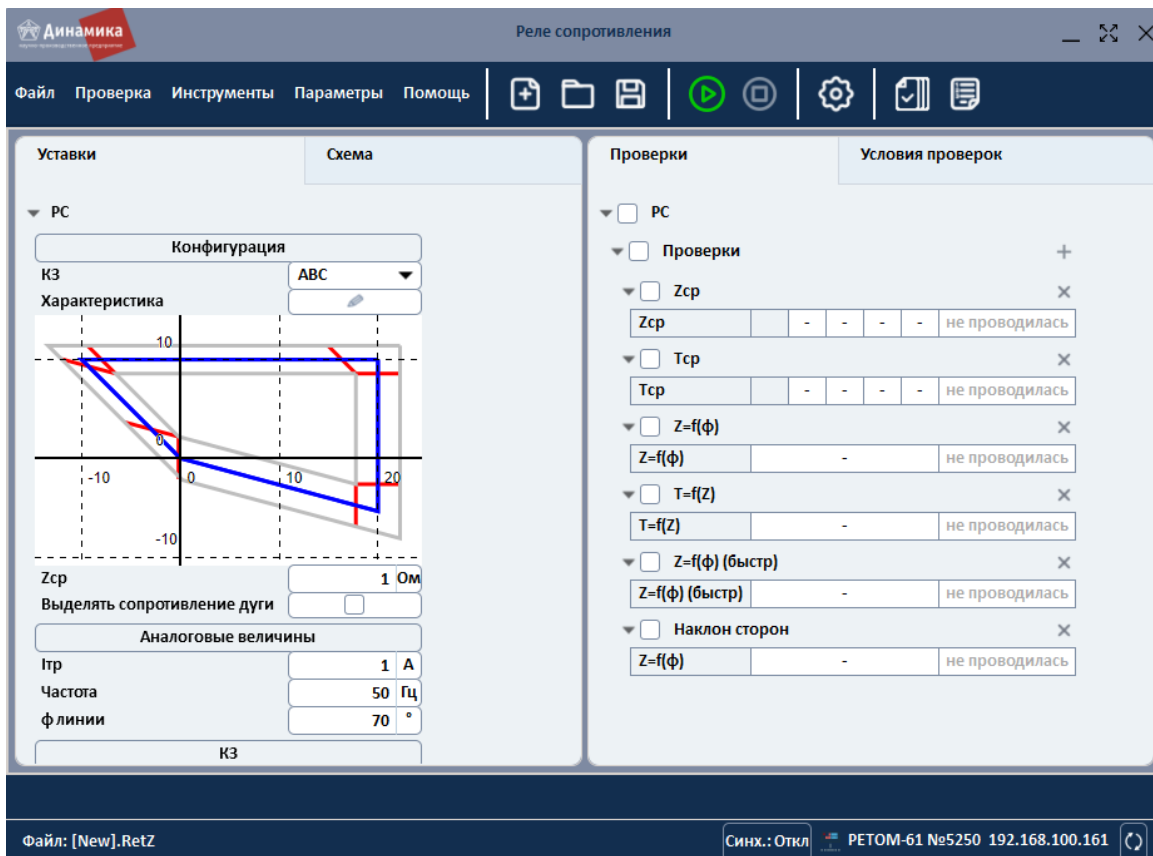 Динамика
Реле сопротивления
Файл Проверка Инструменты Параметры Помощь
Уставки
Схема
РС
Конфигурация
КЗ
ABC
Характеристика
10
0
-10
0
10
20
-10
Zср
1 Ом
Выделять сопротивление дуги
Аналоговые величины
Iтр
1 А
Частота
50 Гц
ф линии
70 °
КЗ
Проверки
Условия проверок
РС
Проверки
Zср
Zср - - - - не проводилась
Тср
Тср - - - - не проводилась
Z=f(ф)
Z=f(ф) - не проводилась
T=f(Z)
T=f(Z) - не проводилась
Z=f(ф) (быстр)
Z=f(ф) (быстр) - не проводилась
Наклон сторон
Z=f(ф) - не проводилась
Файл: [New].RetZ
Синх.: Откл
РЕТОМ-61 №5250 192.168.100.161